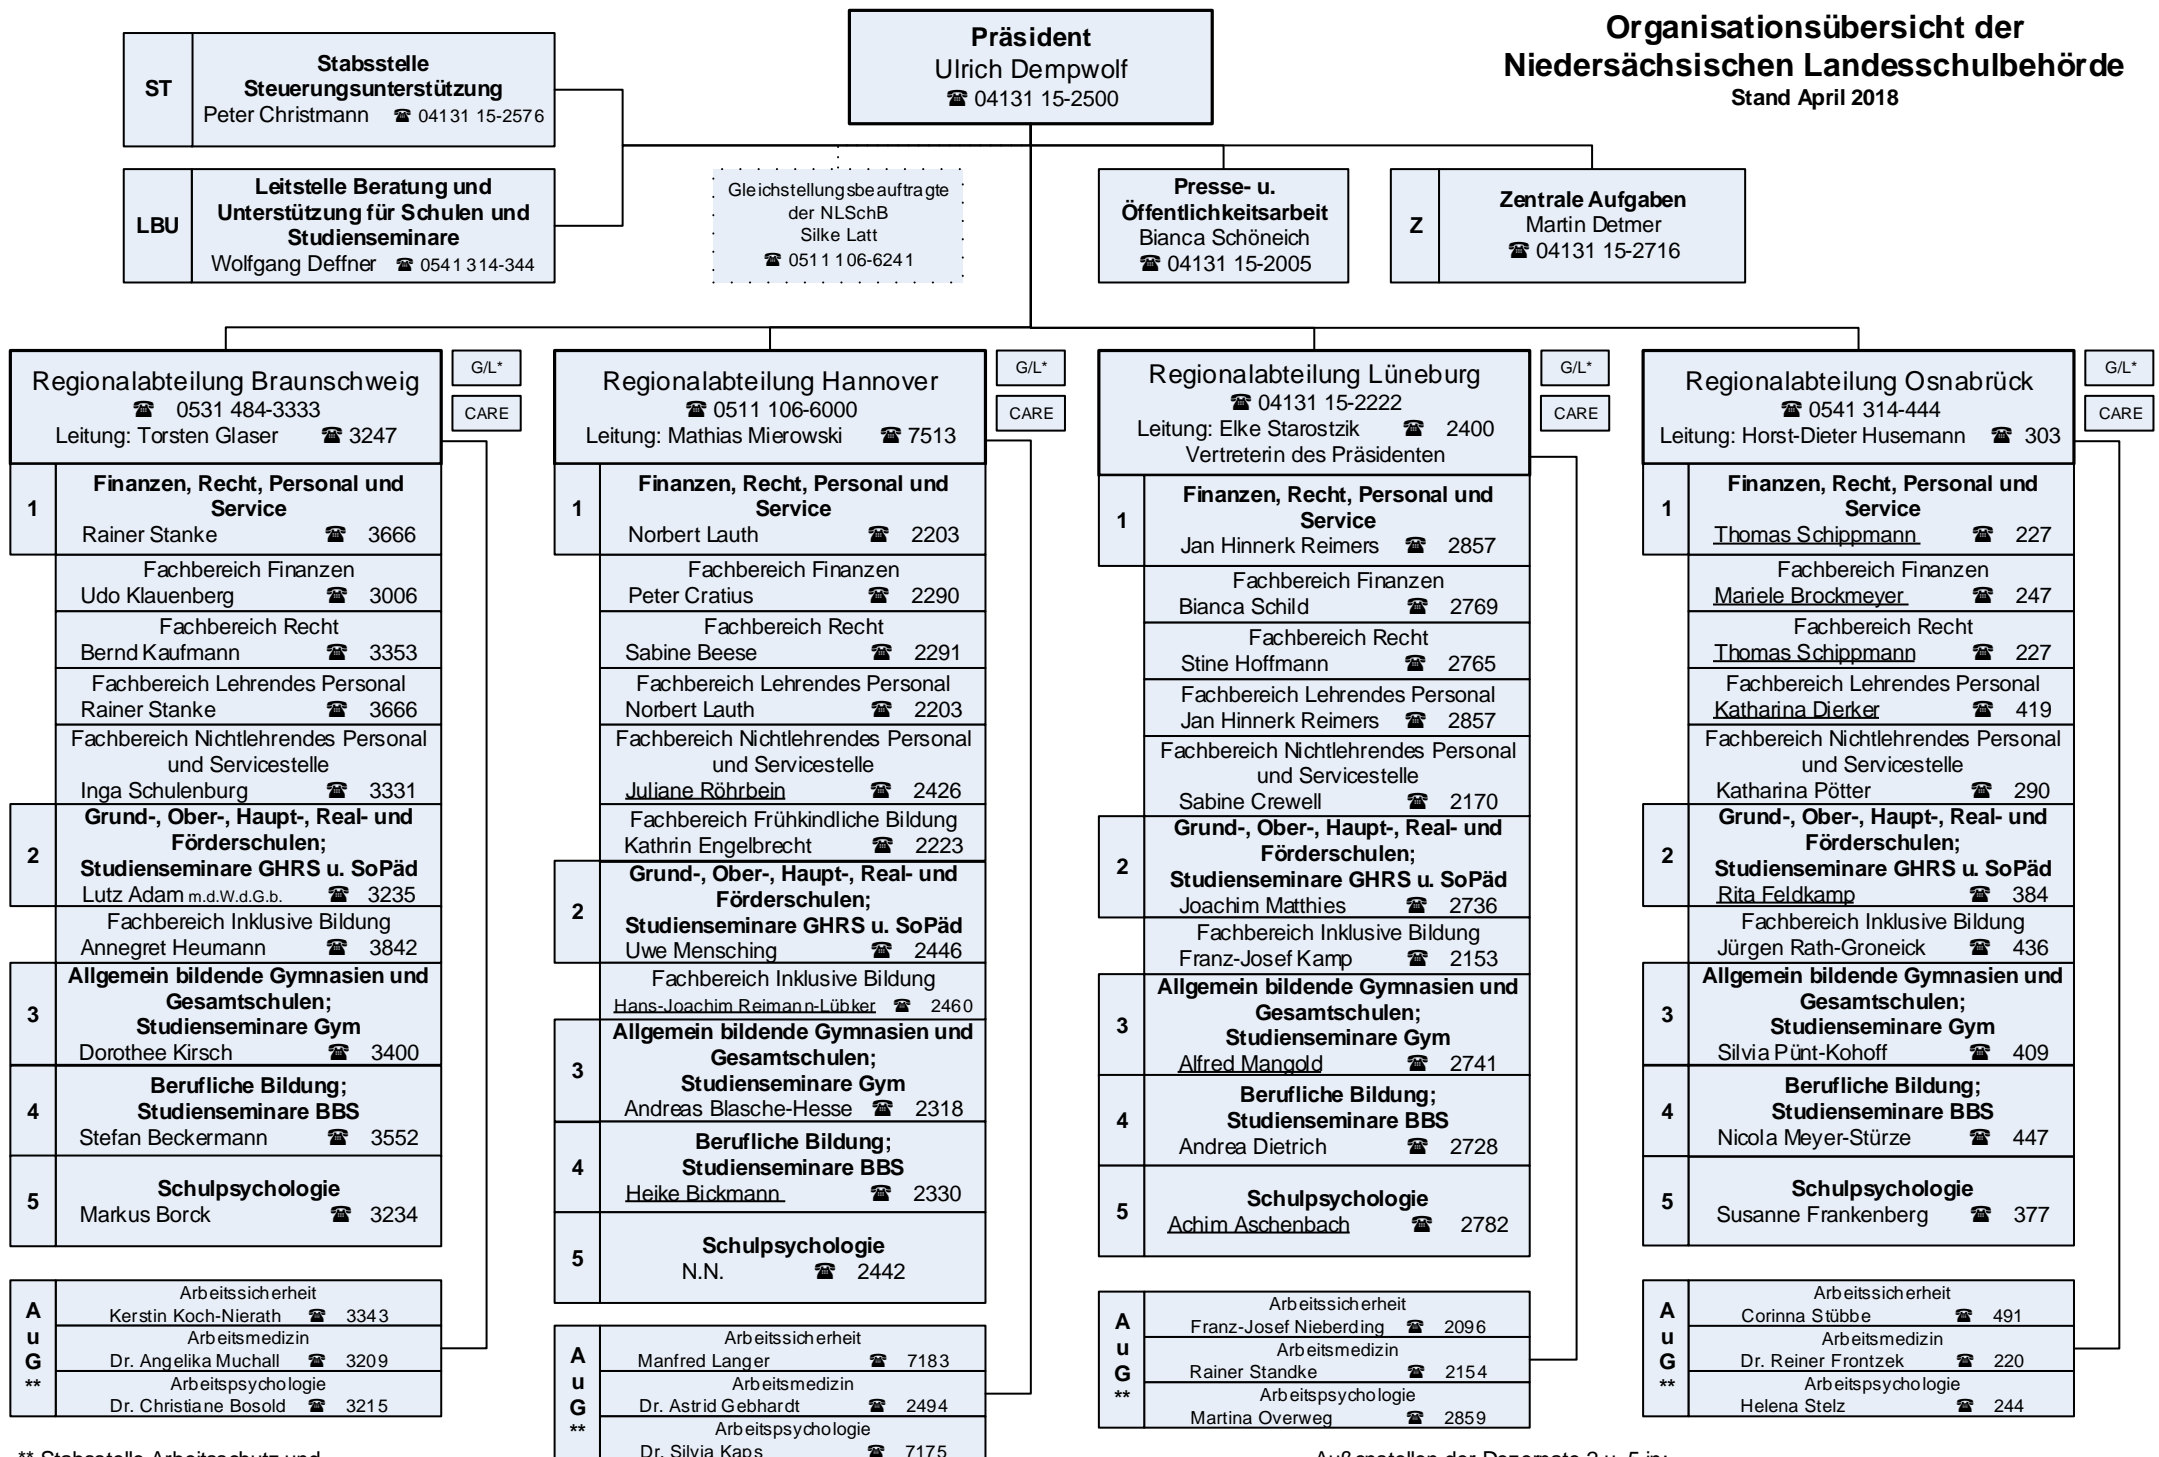 Organisationsübersicht der
Niedersächsischen Landesschulbehörde
Stand April 2018
Präsident
Ulrich Dempwolf
☎ 04131 15-2500
ST
Stabsstelle
Steuerungsunterstützung
Peter Christmann ☎ 04131 15-2576
LBU
Leitstelle Beratung und
Unterstützung für Schulen und
Studienseminare
Wolfgang Deffner ☎ 0541 314-344
Gleichstellungsbeauftragte
der NLSchB
Silke Latt
☎ 0511 106-6241
Presse- u.
Öffentlichkeitsarbeit
Bianca Schöneich
☎ 04131 15-2005
Z
Zentrale Aufgaben
Martin Detmer
☎ 04131 15-2716
Regionalabteilung Braunschweig
☎ 0531 484-3333
Leitung: Torsten Glaser ☎ 3247
G/L*
CARE
1
Finanzen, Recht, Personal und
Service
Rainer Stanke ☎ 3666
Fachbereich Finanzen
Udo Klauenberg ☎ 3006
Fachbereich Recht
Bernd Kaufmann ☎ 3353
Fachbereich Lehrendes Personal
Rainer Stanke ☎ 3666
Fachbereich Nichtlehrendes Personal
und Servicestelle
Inga Schulenburg ☎ 3331
2
Grund-, Ober-, Haupt-, Real- und
Förderschulen;
Studienseminare GHRS u. SoPäd
Lutz Adam m.d.W.d.G.b. ☎ 3235
Fachbereich Inklusive Bildung
Annegret Heumann ☎ 3842
3
Allgemein bildende Gymnasien und
Gesamtschulen;
Studienseminare Gym
Dorothee Kirsch ☎ 3400
4
Berufliche Bildung;
Studienseminare BBS
Stefan Beckermann ☎ 3552
5
Schulpsychologie
Markus Borck ☎ 3234
A
u
G
**
Arbeitssicherheit
Kerstin Koch-Nierath ☎ 3343
Arbeitsmedizin
Dr. Angelika Muchall ☎ 3209
Arbeitspsychologie
Dr. Christiane Bosold ☎ 3215
Regionalabteilung Hannover
☎ 0511 106-6000
Leitung: Mathias Mierowski ☎ 7513
G/L*
CARE
1
Finanzen, Recht, Personal und
Service
Norbert Lauth ☎ 2203
Fachbereich Finanzen
Peter Cratius ☎ 2290
Fachbereich Recht
Sabine Beese ☎ 2291
Fachbereich Lehrendes Personal
Norbert Lauth ☎ 2203
Fachbereich Nichtlehrendes Personal
und Servicestelle
Juliane Röhrbein ☎ 2426
Fachbereich Frühkindliche Bildung
Kathrin Engelbrecht ☎ 2223
2
Grund-, Ober-, Haupt-, Real- und
Förderschulen;
Studienseminare GHRS u. SoPäd
Uwe Mensching ☎ 2446
Fachbereich Inklusive Bildung
Hans-Joachim Reimann-Lübker ☎ 2460
3
Allgemein bildende Gymnasien und
Gesamtschulen;
Studienseminare Gym
Andreas Blasche-Hesse ☎ 2318
4
Berufliche Bildung;
Studienseminare BBS
Heike Bickmann ☎ 2330
5
Schulpsychologie
N.N. ☎ 2442
A
u
G
**
Arbeitssicherheit
Manfred Langer ☎ 7183
Arbeitsmedizin
Dr. Astrid Gebhardt ☎ 2494
Arbeitspsychologie
Dr. Silvia Kaps ☎ 7175
Regionalabteilung Lüneburg
☎ 04131 15-2222
Leitung: Elke Starostzik ☎ 2400
Vertreterin des Präsidenten
G/L*
CARE
1
Finanzen, Recht, Personal und
Service
Jan Hinnerk Reimers ☎ 2857
Fachbereich Finanzen
Bianca Schild ☎ 2769
Fachbereich Recht
Stine Hoffmann ☎ 2765
Fachbereich Lehrendes Personal
Jan Hinnerk Reimers ☎ 2857
Fachbereich Nichtlehrendes Personal
und Servicestelle
Sabine Crewell ☎ 2170
2
Grund-, Ober-, Haupt-, Real- und
Förderschulen;
Studienseminare GHRS u. SoPäd
Joachim Matthies ☎ 2736
Fachbereich Inklusive Bildung
Franz-Josef Kamp ☎ 2153
3
Allgemein bildende Gymnasien und
Gesamtschulen;
Studienseminare Gym
Alfred Mangold ☎ 2741
4
Berufliche Bildung;
Studienseminare BBS
Andrea Dietrich ☎ 2728
5
Schulpsychologie
Achim Aschenbach ☎ 2782
A
u
G
**
Arbeitssicherheit
Franz-Josef Nieberding ☎ 2096
Arbeitsmedizin
Rainer Standke ☎ 2154
Arbeitspsychologie
Martina Overweg ☎ 2859
Regionalabteilung Osnabrück
☎ 0541 314-444
Leitung: Horst-Dieter Husemann ☎ 303
G/L*
CARE
1
Finanzen, Recht, Personal und
Service
Thomas Schippmann ☎ 227
Fachbereich Finanzen
Mariele Brockmeyer ☎ 247
Fachbereich Recht
Thomas Schippmann ☎ 227
Fachbereich Lehrendes Personal
Katharina Dierker ☎ 419
Fachbereich Nichtlehrendes Personal
und Servicestelle
Katharina Pötter ☎ 290
2
Grund-, Ober-, Haupt-, Real- und
Förderschulen;
Studienseminare GHRS u. SoPäd
Rita Feldkamp ☎ 384
Fachbereich Inklusive Bildung
Jürgen Rath-Groneick ☎ 436
3
Allgemein bildende Gymnasien und
Gesamtschulen;
Studienseminare Gym
Silvia Pünt-Kohoff ☎ 409
4
Berufliche Bildung;
Studienseminare BBS
Nicola Meyer-Stürze ☎ 447
5
Schulpsychologie
Susanne Frankenberg ☎ 377
A
u
G
**
Arbeitssicherheit
Corinna Stübbe ☎ 491
Arbeitsmedizin
Dr. Reiner Frontzek ☎ 220
Arbeitspsychologie
Helena Stelz ☎ 244
** Stabsstelle Arbeitsschutz und
Außenstellen der Dezernate 2 u. 5 in: